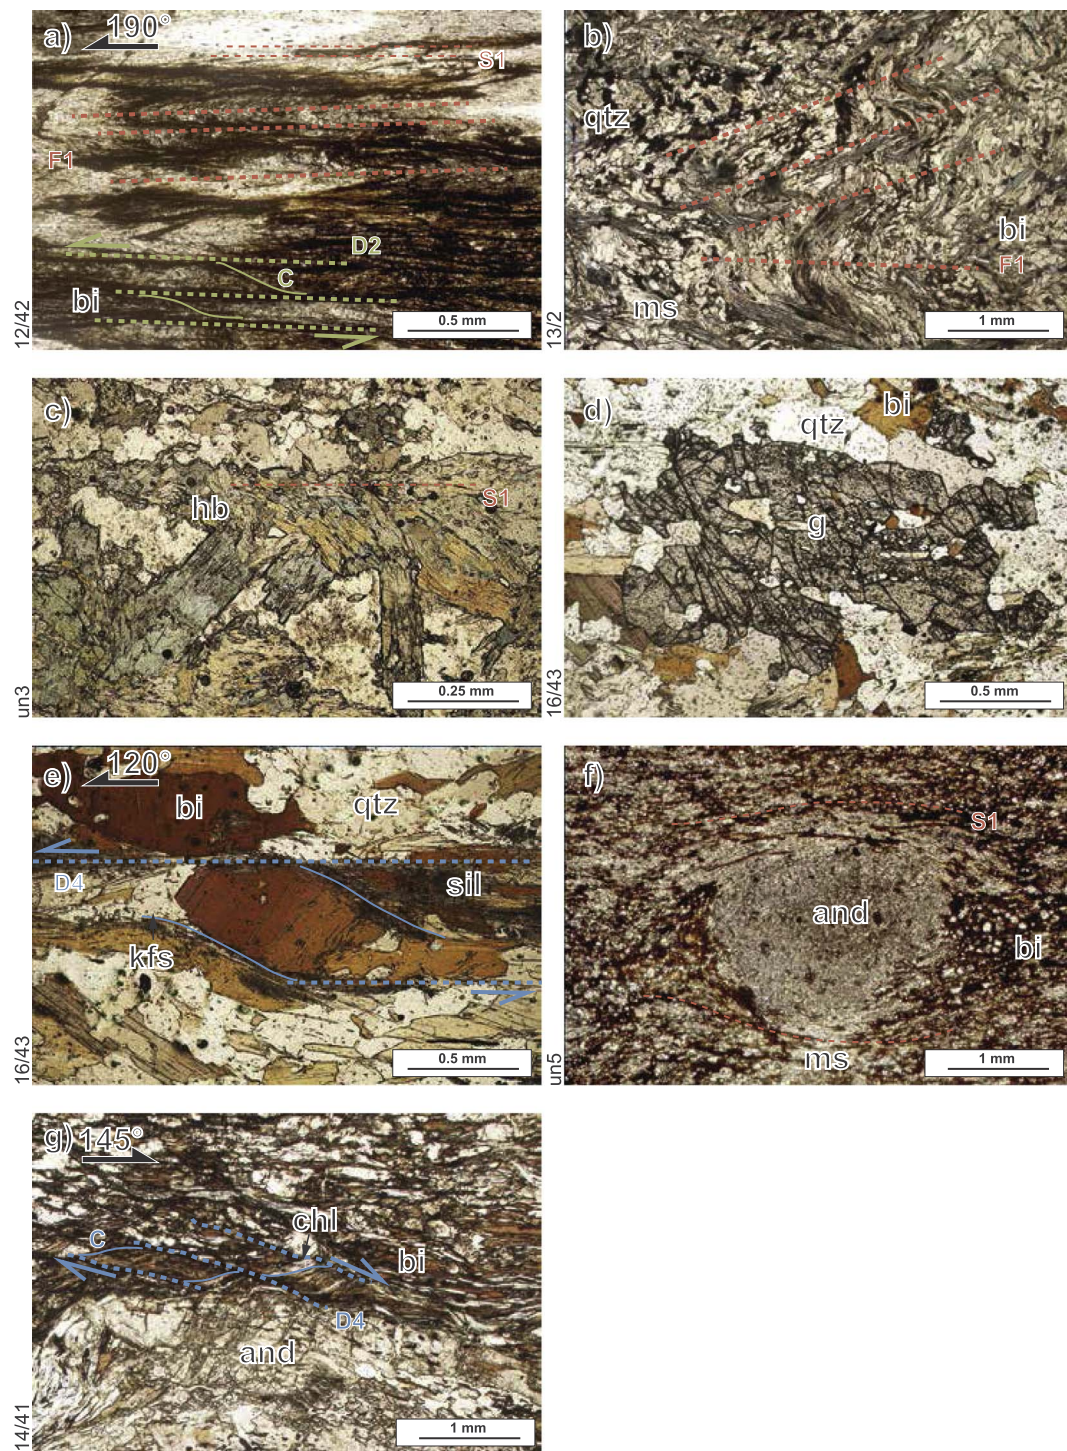 a) 190°
S1
F1
D2
C
bi
0.5 mm
12/42
b)
qtz
bi
F1
ms
1 mm
13/2
c)
hb
S1
0.25 mm
un3
d)
bi
qtz
g
0.5 mm
16/43
e) 120°
bi
qtz
D4
sil
kfs
0.5 mm
16/43
f)
S1
and
bi
ms
1 mm
un5
g) 145°
chl
C
bi
D4
and
1 mm
14/41